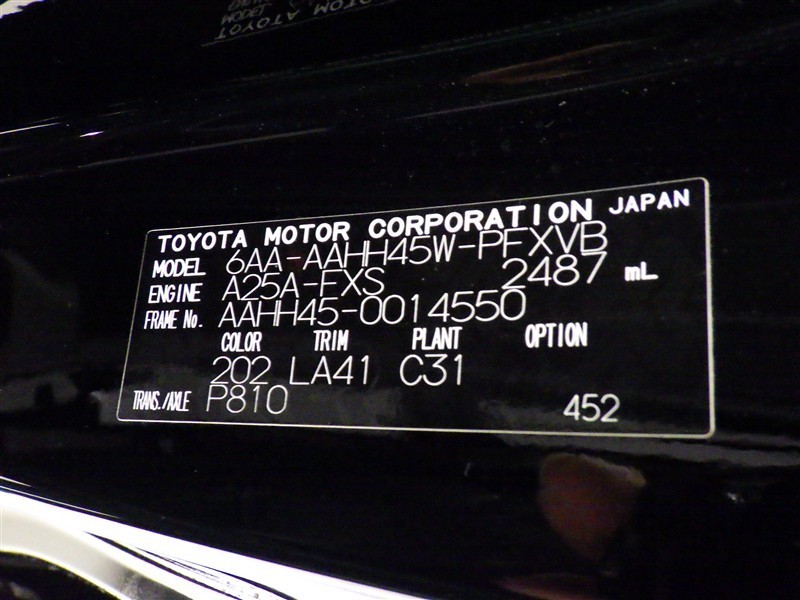 TOYOTA MOTOR CORPORATION JAPAN
MODEL 6AA-AAHH45W-PFXVB
ENGINE A25A-FXS 2487 mL
FRAME No. AAHH45-0014550
COLOR TRIM PLANT OPTION
202 LA41 C31
TRANS./AXLE P810 452